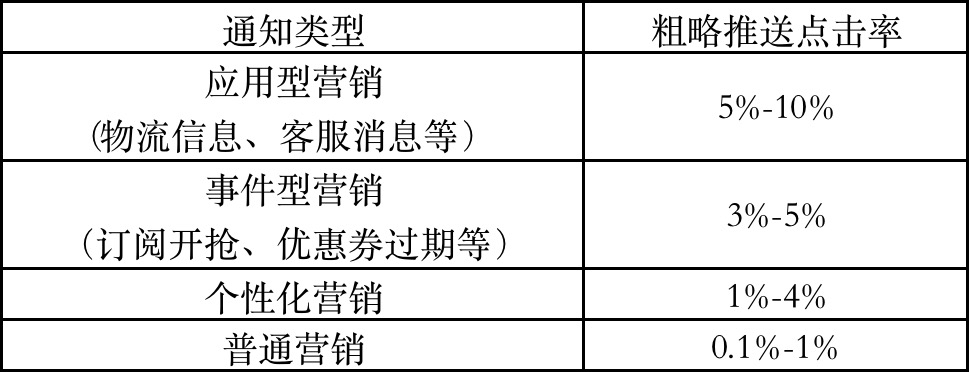 通知类型
粗略推送点击率
应用型营销
(物流信息、客服消息等)
5%-10%
事件型营销
(订阅开抢、优惠券过期等)
3%-5%
个性化营销
1%-4%
普通营销
0.1%-1%